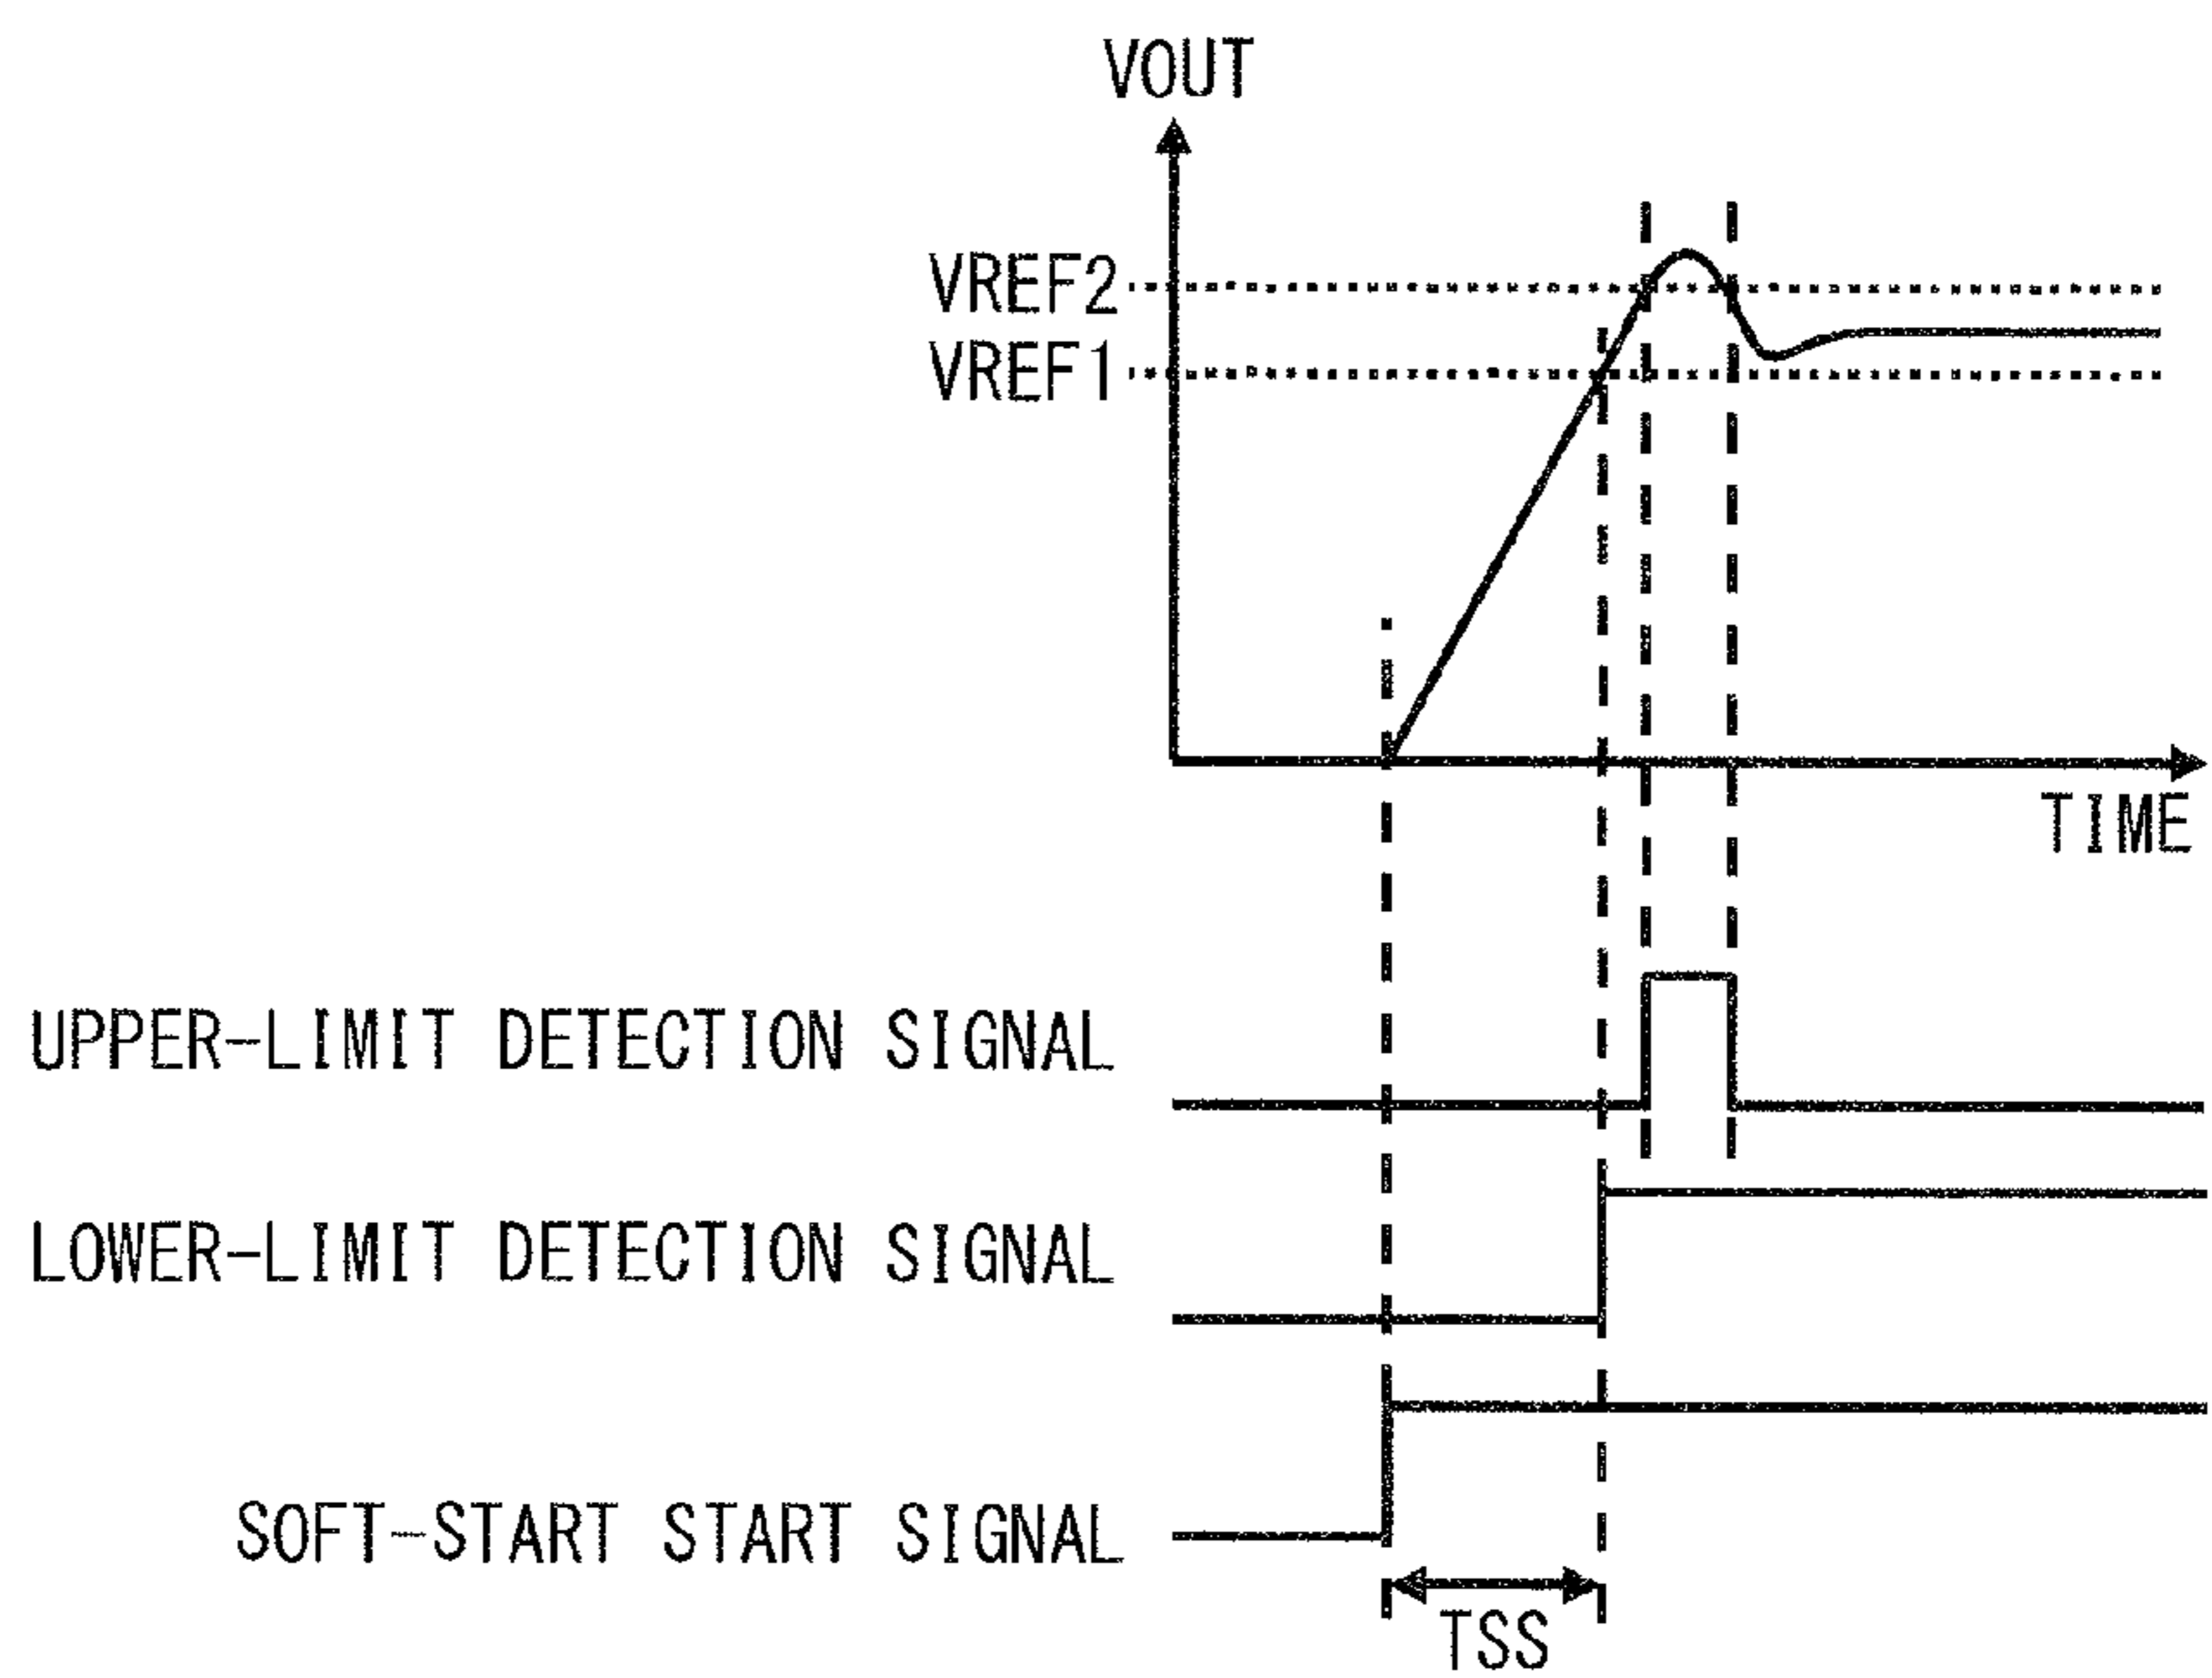 VOUT
VREF2
VREF1
TIME
UPPER-LIMIT DETECTION SIGNAL
LOWER-LIMIT DETECTION SIGNAL
SOFT-START START SIGNAL
TSS